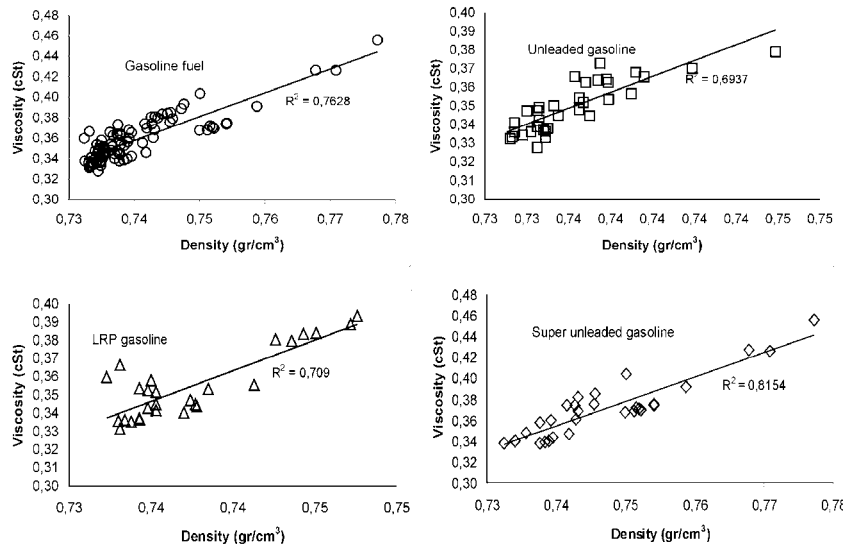 0,48
0,46
0,44
0,42
0,40
0,38
0,36
0,34
0,32
0,30
Viscosity (cSt)
Gasoline fuel
R² = 0,7628
0,73 0,74 0,75 0,76 0,77 0,78
Density (gr/cm³)
0,40
0,39
0,38
0,37
0,36
0,35
0,34
0,33
0,32
0,31
0,30
Viscosity (cSt)
Unleaded gasoline
R² = 0,6937
0,73 0,73 0,74 0,74 0,74 0,74 0,74 0,75 0,75
Density (gr/cm³)
0,40
0,39
0,38
0,37
0,36
0,35
0,34
0,33
0,32
0,31
0,30
Viscosity (cSt)
LRP gasoline
R² = 0,709
0,73 0,74 0,74 0,75 0,75
Density (gr/cm³)
0,48
0,46
0,44
0,42
0,40
0,38
0,36
0,34
0,32
0,30
Viscosity (cSt)
Super unleaded gasoline
R² = 0,8154
0,73 0,74 0,75 0,76 0,77 0,78
Density (gr/cm³)